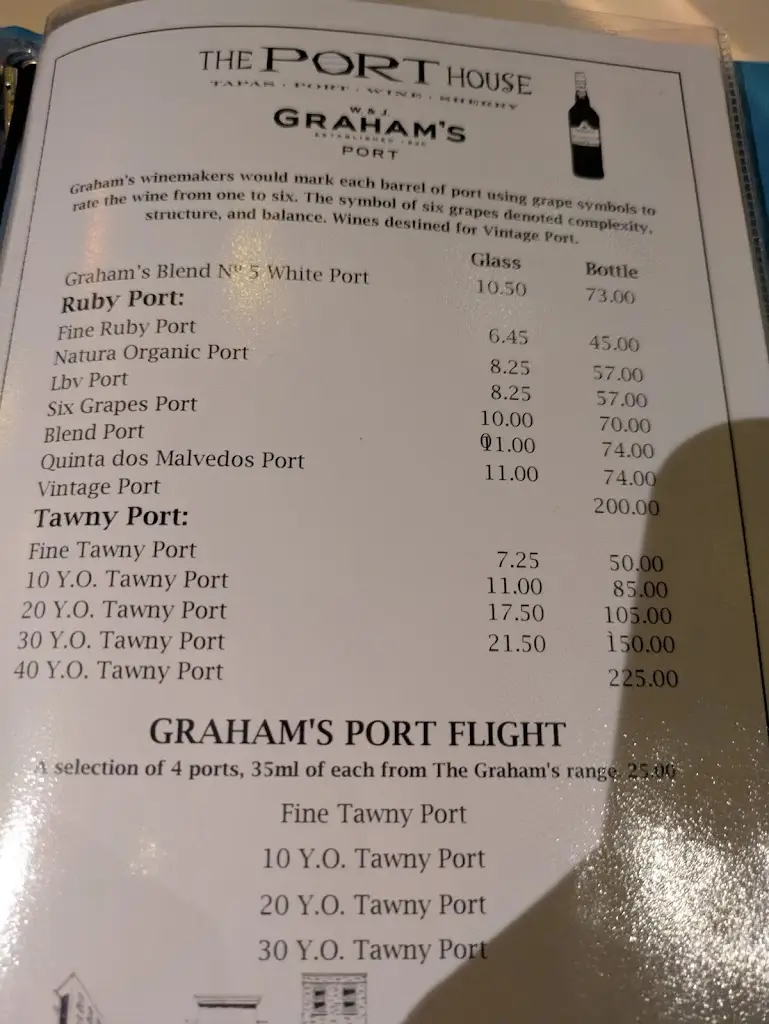 THE PORT HOUSE
TAPAS · PORT · WINE · SHERRY
W & J
GRAHAM'S
ESTABLISHED 1820
PORT
Graham's winemakers would mark each barrel of port using grape symbols to
rate the wine from one to six. The symbol of six grapes denoted complexity,
structure, and balance. Wines destined for Vintage Port.
Glass Bottle
Graham's Blend Nº 5 White Port 10.50 73.00
Ruby Port:
Fine Ruby Port 6.45 45.00
Natura Organic Port 8.25 57.00
Lbv Port 8.25 57.00
Six Grapes Port 10.00 70.00
Blend Port 11.00 74.00
Quinta dos Malvedos Port 11.00 74.00
Vintage Port 200.00
Tawny Port:
Fine Tawny Port 7.25 50.00
10 Y.O. Tawny Port 11.00 85.00
20 Y.O. Tawny Port 17.50 105.00
30 Y.O. Tawny Port 21.50 150.00
40 Y.O. Tawny Port 225.00
GRAHAM'S PORT FLIGHT
A selection of 4 ports, 35ml of each from The Graham's range. 25.00
Fine Tawny Port
10 Y.O. Tawny Port
20 Y.O. Tawny Port
30 Y.O. Tawny Port